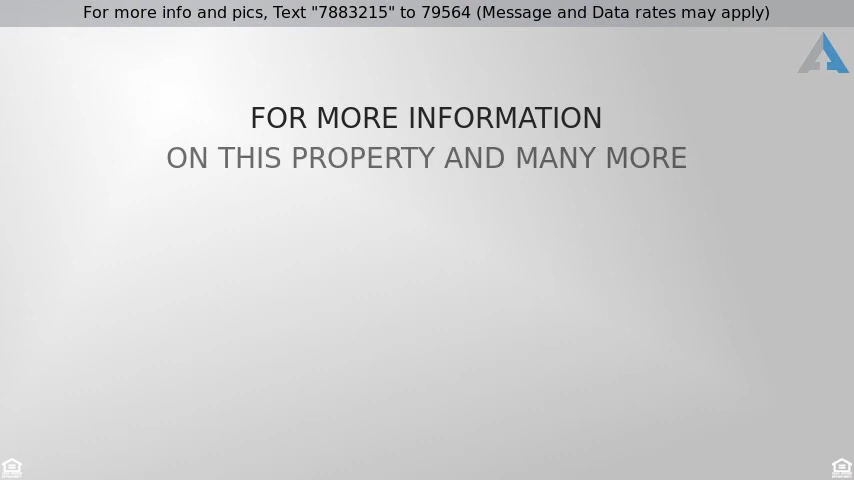 For more info and pics, Text "7883215" to 79564 (Message and Data rates may apply)
FOR MORE INFORMATION
ON THIS PROPERTY AND MANY MORE